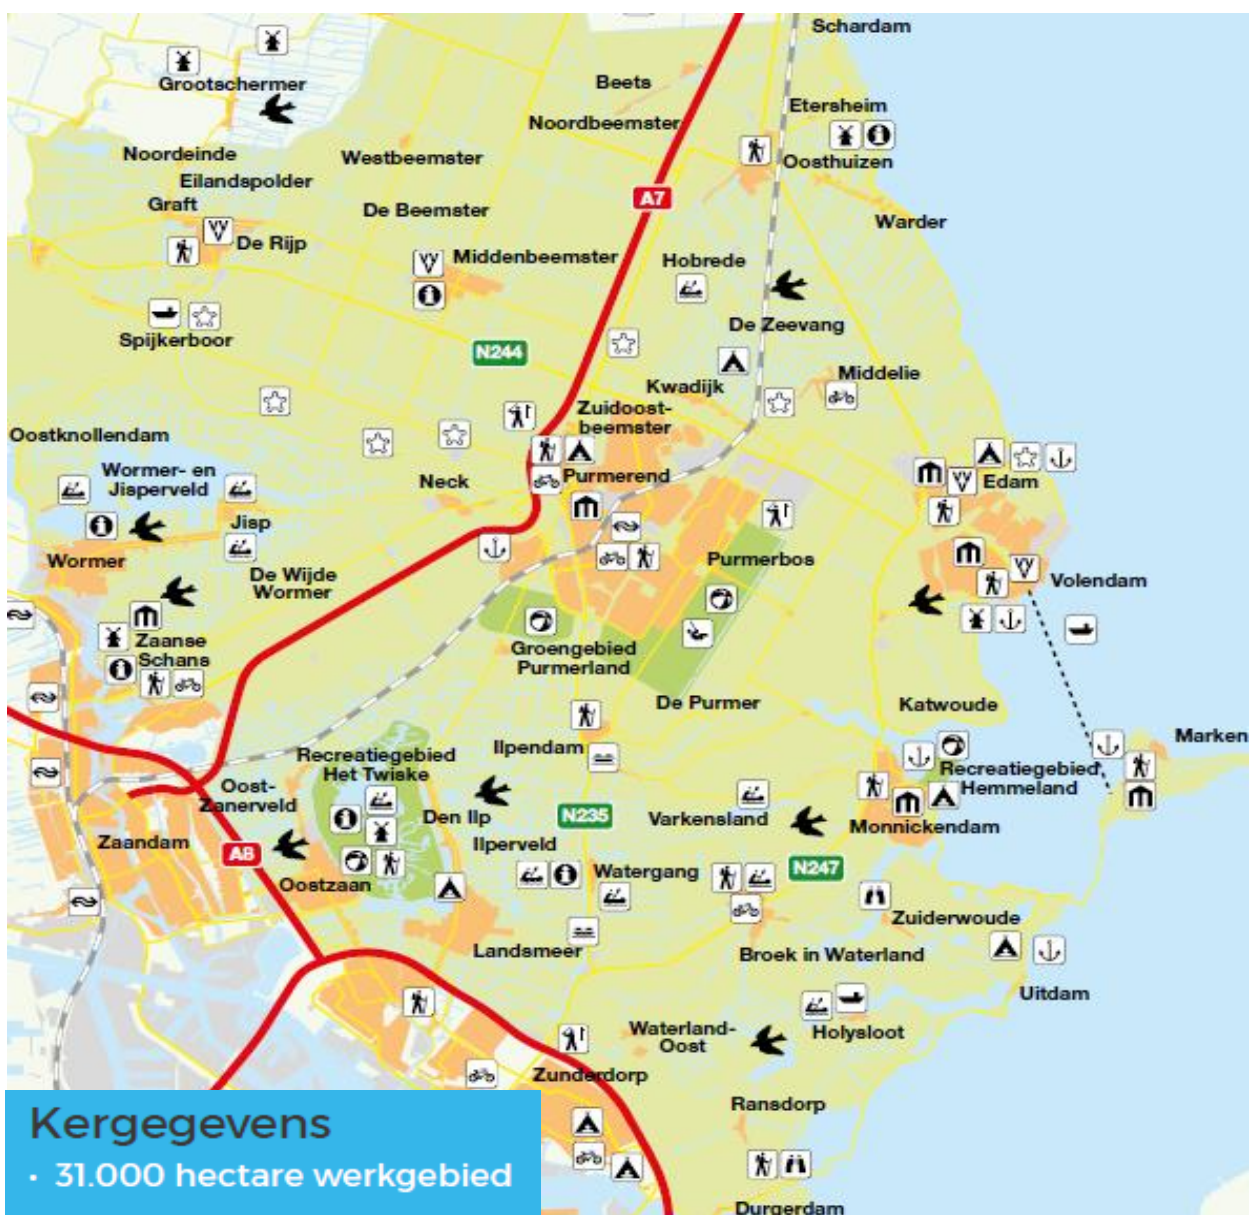 Schardam
Grootschermer
Beets
Etersheim
Noordbeemster
Noordeinde
Westbeemster
Oosthuizen
Eilandspolder
A7
Graft
De Beemster
Warder
De Rijp
Middenbeemster
Hobrede
De Zeevang
Spijkerboor
N244
Middelie
Kwadijk
Zuidoost-
beemster
Oostknollendam
Wormer- en
Jisperveld
Neck
Purmerend
Edam
Jisp
Wormer
De Wijde
Wormer
Purmerbos
Volendam
Zaanse
Schans
Groengebied
Purmerland
De Purmer
Katwoude
Ilpendam
Marken
Recreatiegebied
Het Twiske
Recreatiegebied
Hemmeland
Oost-
Zanerveld
Den Ilp
N235
Varkensland
Monnickendam
Zaandam
A8
Ilperveld
Watergang
N247
Oostzaan
Zuiderwoude
Landsmeer
Broek in Waterland
Uitdam
Waterland-
Oost
Holysloot
Zunderdorp
Ransdorp
Durgerdam
Kergegevens
· 31.000 hectare werkgebied